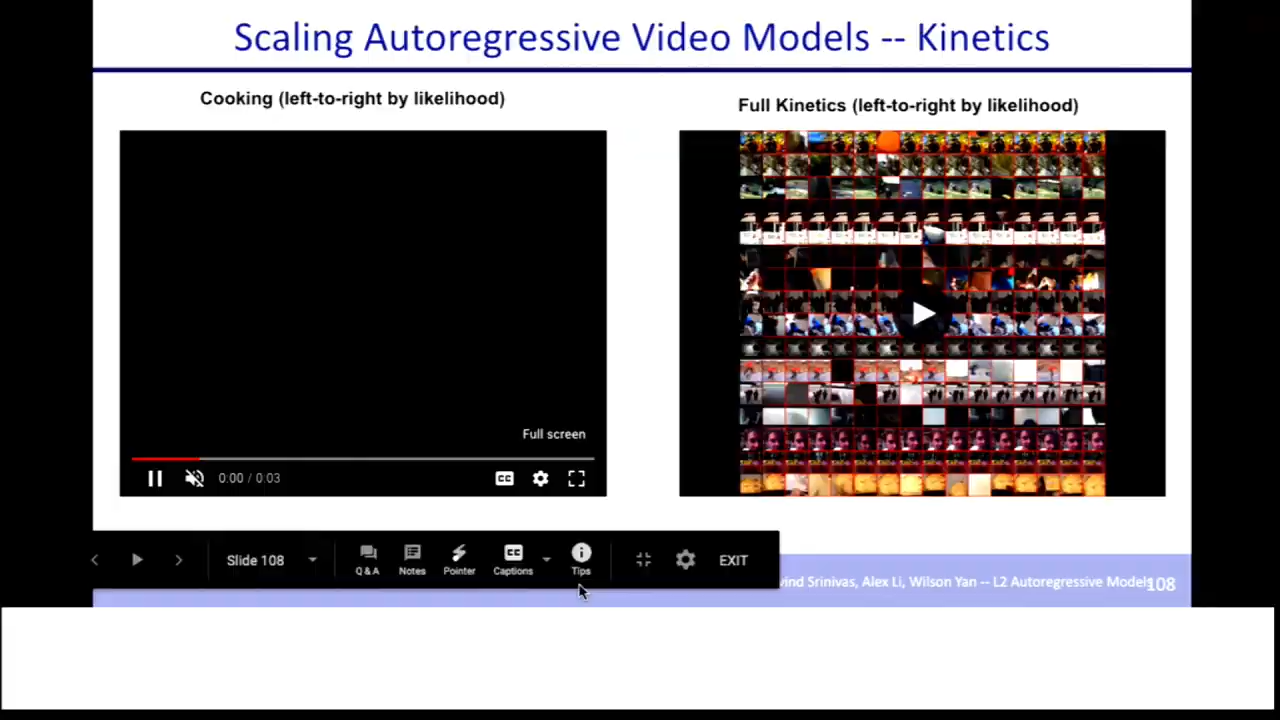 Scaling Autoregressive Video Models -- Kinetics
Cooking (left-to-right by likelihood)
Full Kinetics (left-to-right by likelihood)
Full screen
0:00 / 0:03
CC
Slide 108
Q&A
Notes
Pointer
CC
Captions
Tips
EXIT
Srinivas, Alex Li, Wilson Yan -- L2 Autoregressive Models
108